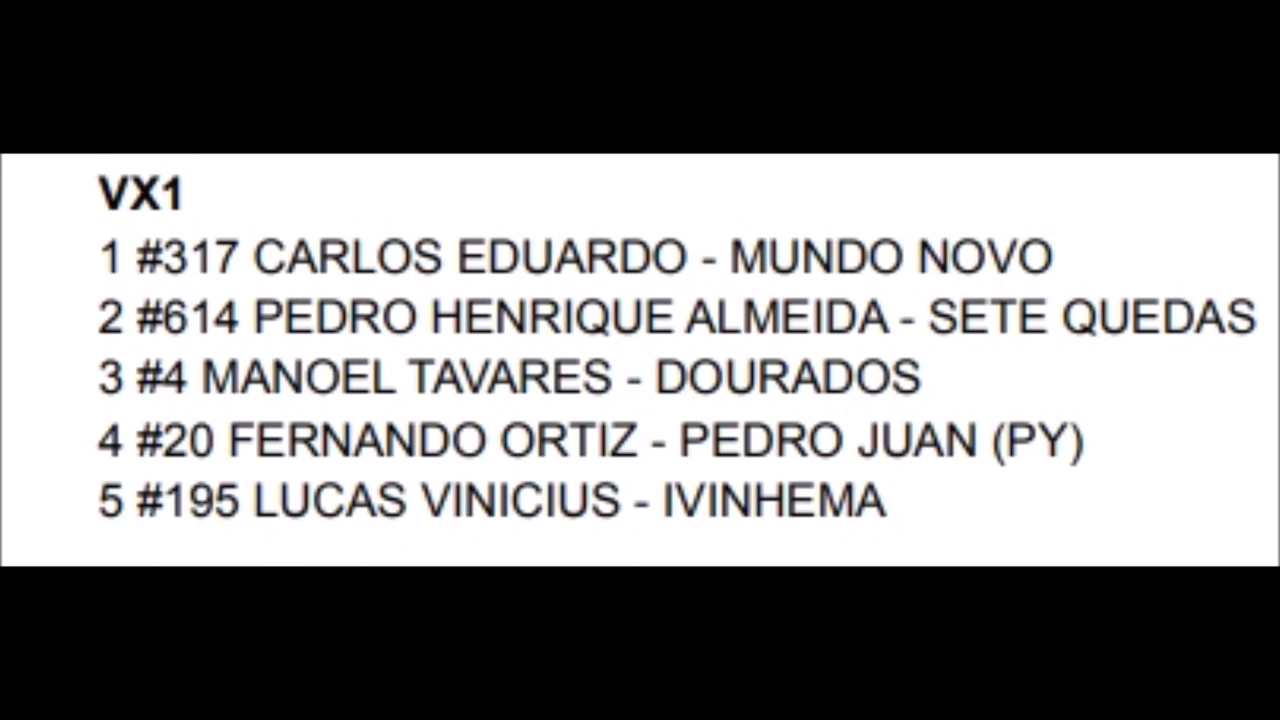 VX1
1 #317 CARLOS EDUARDO - MUNDO NOVO
2 #614 PEDRO HENRIQUE ALMEIDA - SETE QUEDAS
3 #4 MANOEL TAVARES - DOURADOS
4 #20 FERNANDO ORTIZ - PEDRO JUAN (PY)
5 #195 LUCAS VINICIUS - IVINHEMA